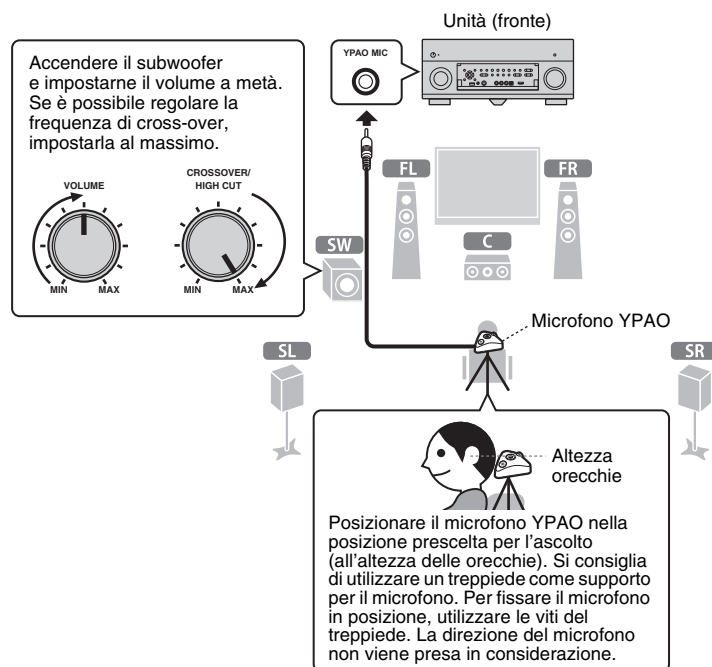 Unità (fronte)
YPAO MIC
Accendere il subwoofer
e impostarne il volume a metà.
Se è possibile regolare la
frequenza di cross-over,
impostarla al massimo.
VOLUME
CROSSOVER/
HIGH CUT
MIN
MAX
MIN
MAX
FL
FR
SW
C
Microfono YPAO
SL
SR
Altezza
orecchie
Posizionare il microfono YPAO nella
posizione prescelta per l'ascolto
(all'altezza delle orecchie). Si consiglia
di utilizzare un treppiede come supporto
per il microfono. Per fissare il microfono
in posizione, utilizzare le viti del
treppiede. La direzione del microfono
non viene presa in considerazione.